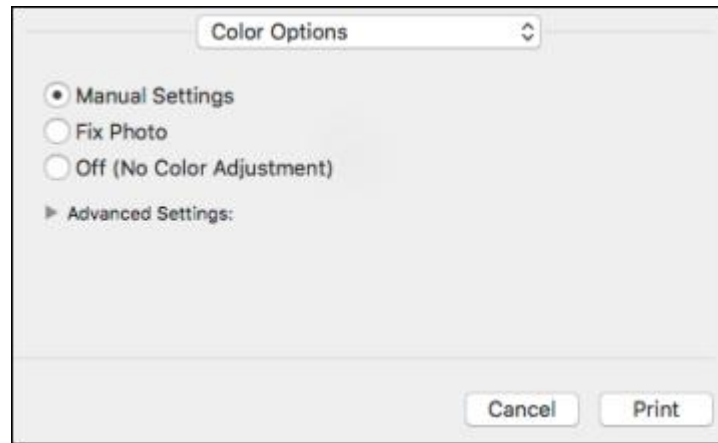 Color Options
Manual Settings
Fix Photo
Off (No Color Adjustment)
Advanced Settings:
Cancel Print